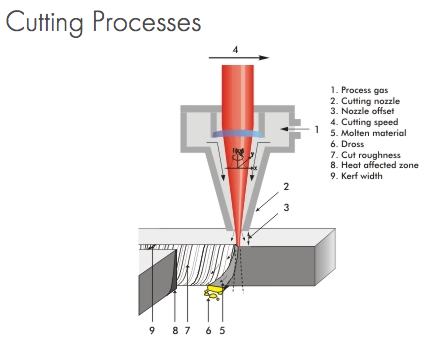 Cutting Processes
4
1. Process gas
2. Cutting nozzle
3. Nozzle offset
4. Cutting speed
5. Molten material
6. Dross
7. Cut roughness
8. Heat affected zone
9. Kerf width
1
2
3
9 8 7 6 5